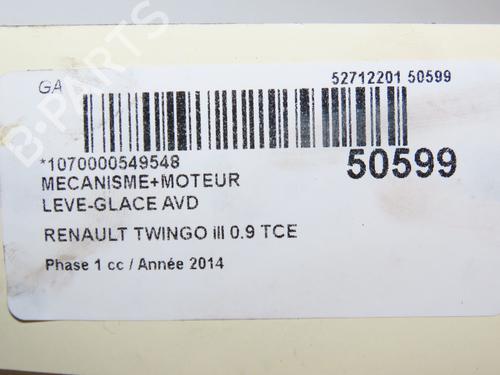 GA
52712201 50599
*1070000549548
50599
MECANISME+MOTEUR
LEVE-GLACE AVD
RENAULT TWINGO III 0.9 TCE
Phase 1 cc / Année 2014
B-PARTS